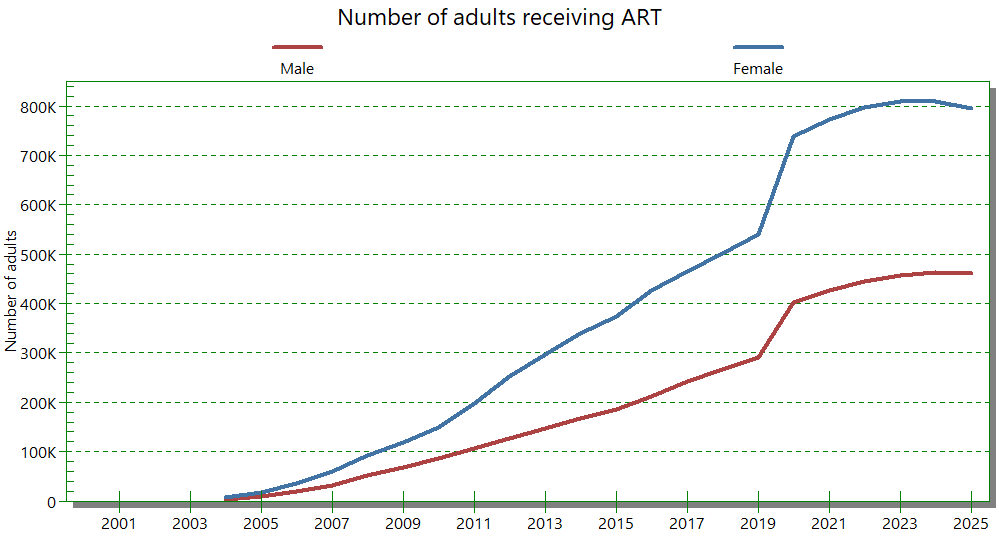 Number of adults receiving ART
Male Female
Number of adults
800K
700K
600K
500K
400K
300K
200K
100K
0
2001 2003 2005 2007 2009 2011 2013 2015 2017 2019 2021 2023 2025